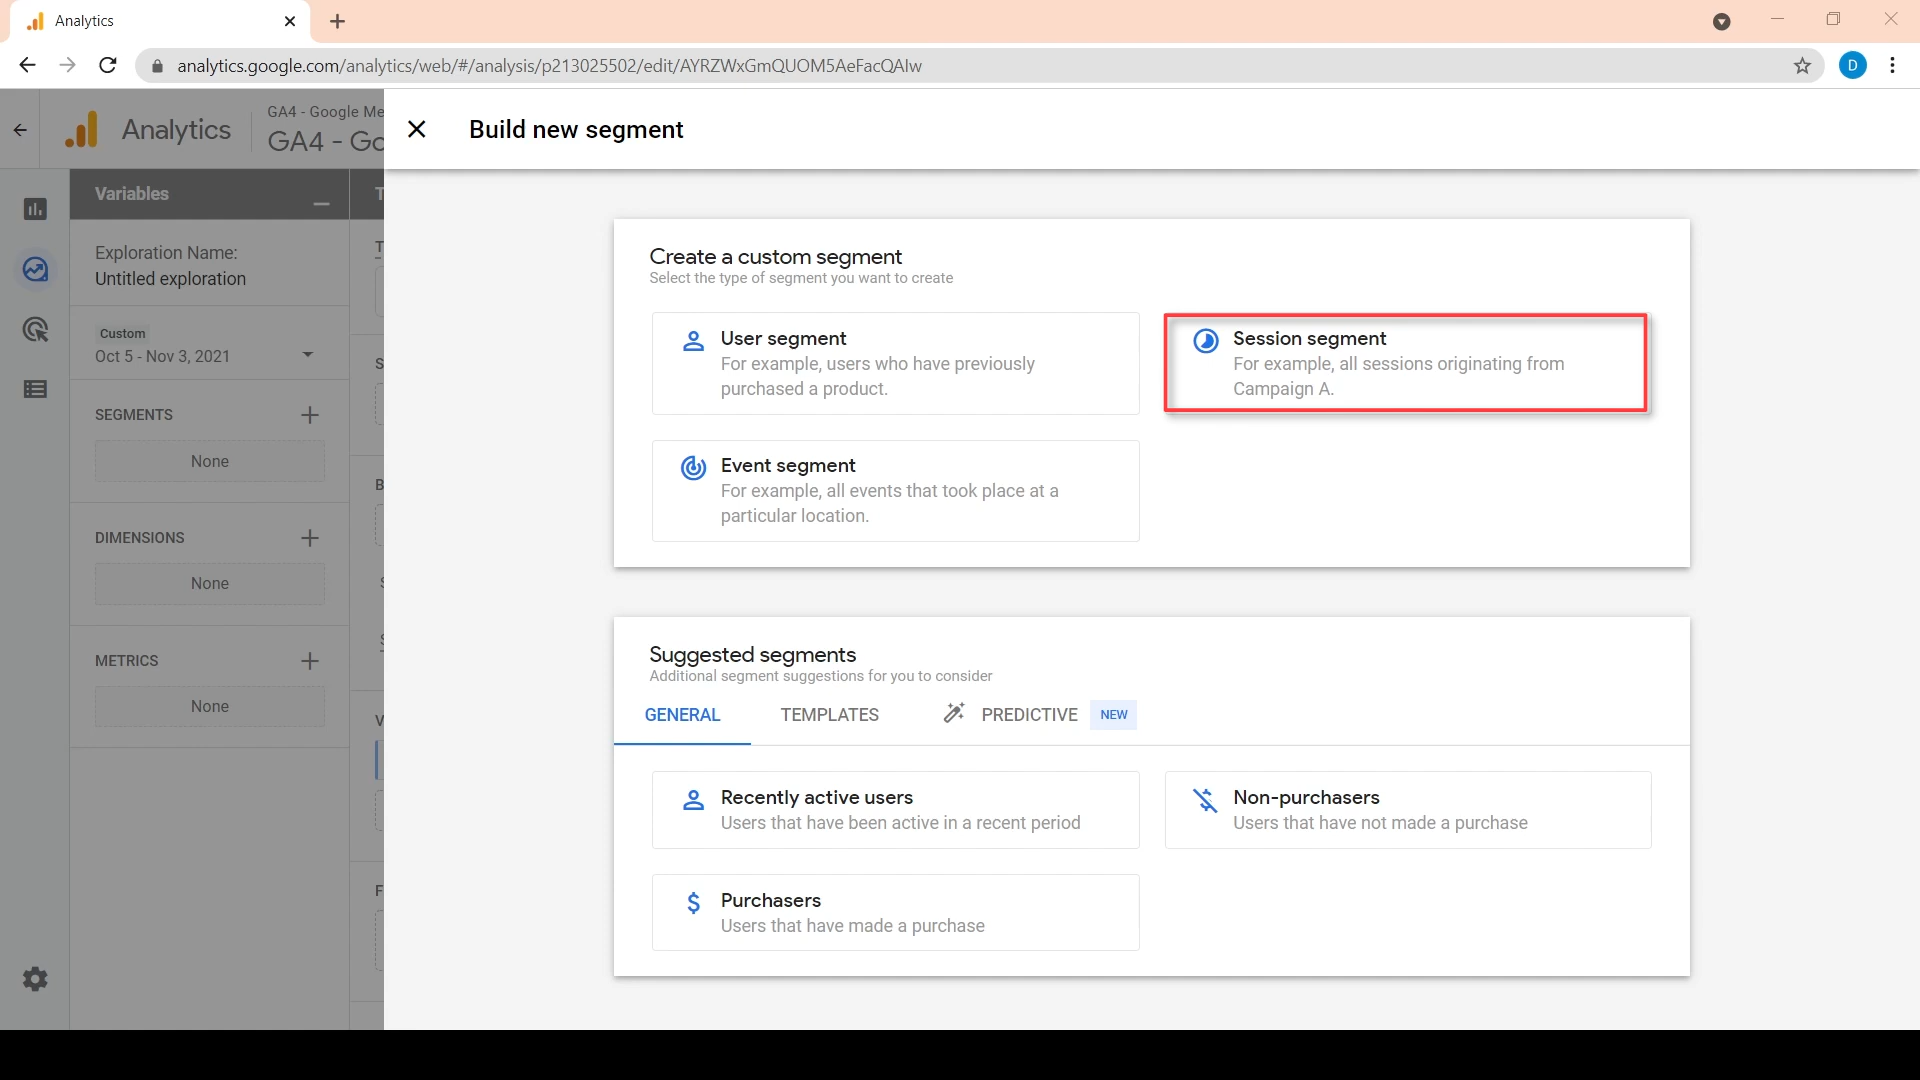 Analytics
analytics.google.com/analytics/web/#/analysis/p213025502/edit/AYRZWxGmQUOM5AeFacQAlw
D
Analytics
GA4 - Google Me
GA4 - Go
Build new segment
Variables
T
Exploration Name:
Untitled exploration
T
Custom
Oct 5 - Nov 3, 2021
S
SEGMENTS
None
B
DIMENSIONS
None
S
S
METRICS
None
V
F
Create a custom segment
Select the type of segment you want to create
User segment
For example, users who have previously
purchased a product.
Session segment
For example, all sessions originating from
Campaign A.
Event segment
For example, all events that took place at a
particular location.
Suggested segments
Additional segment suggestions for you to consider
GENERAL
TEMPLATES
PREDICTIVE
NEW
Recently active users
Users that have been active in a recent period
Non-purchasers
Users that have not made a purchase
Purchasers
Users that have made a purchase